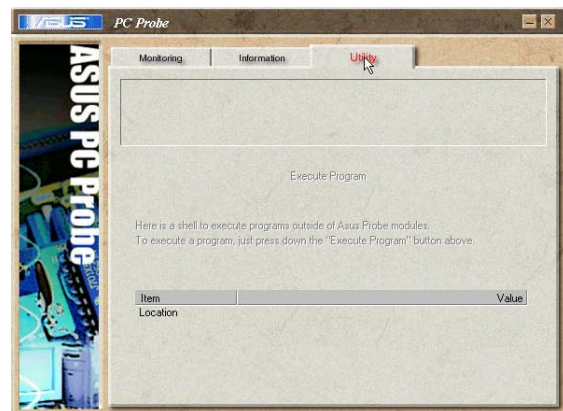 ASUS
PC Probe
ASUS PC Probe
Monitoring Information Utility
Execute Program
Here is a shell to execute programs outside of Asus Probe modules.
To execute a program, just press down the "Execute Program" button above.
Item Value
Location